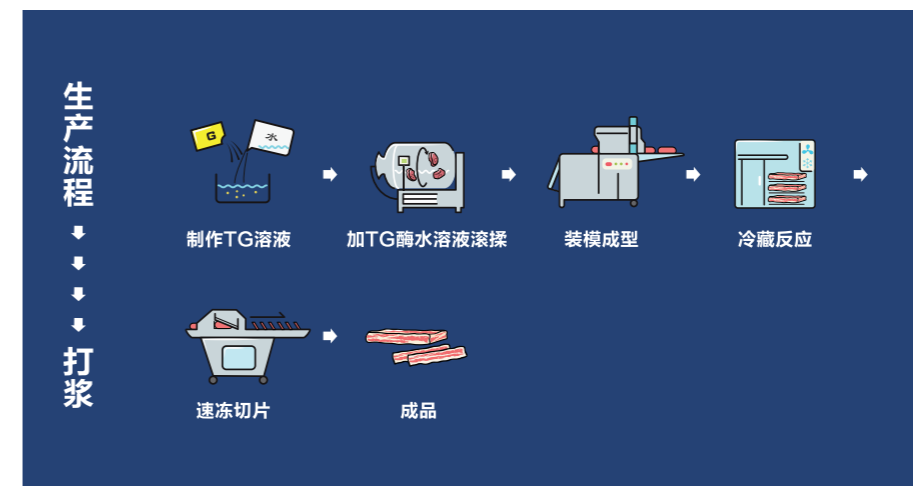 生产流程
打浆
G
水
制作TG溶液
加TG酶水溶液滚揉
装模成型
冷藏反应
速冻切片
成品